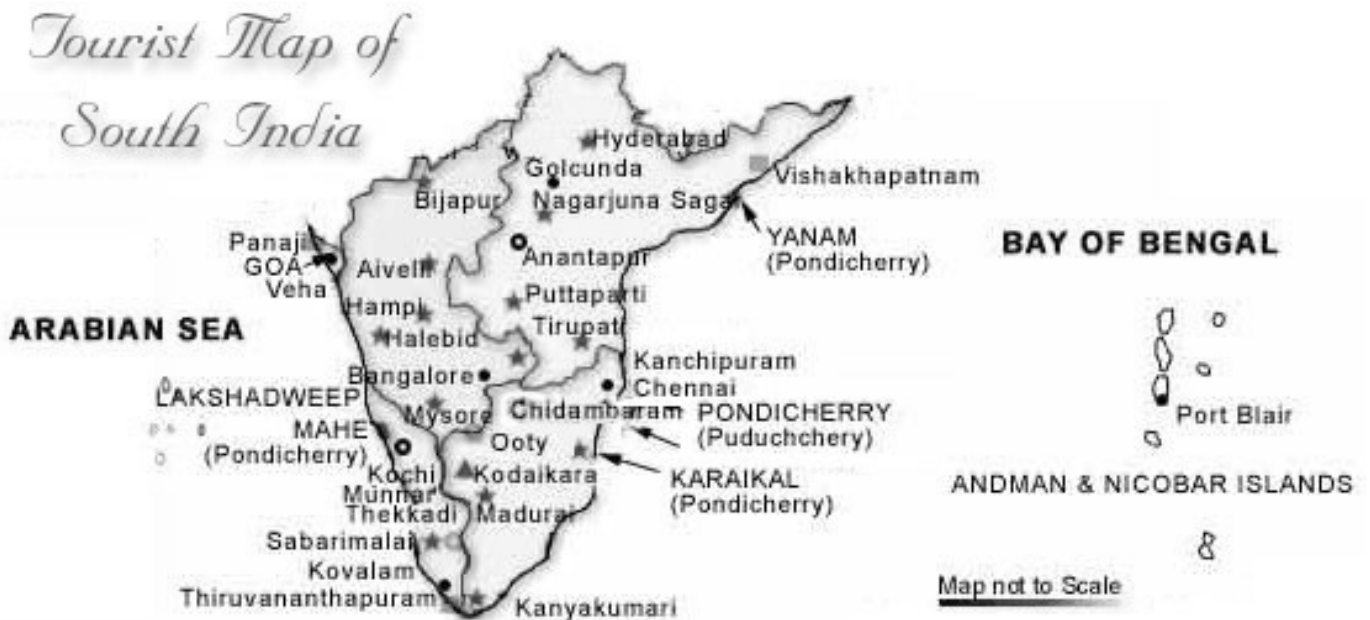 Tourist Map of
South India
Hyderabad
Golcunda
Vishakhapatnam
Bijapur
Nagarjuna Saga
Panaji
GOA
Veha
YANAM
(Pondicherry)
BAY OF BENGAL
Aivelli
Anantapur
Hampi
Puttaparti
ARABIAN SEA
Halebid
Tirupati
Kanchipuram
Bangalore
Chennai
LAKSHADWEEP
Mysore
Chidambaram
PONDICHERRY
(Puduchchery)
Port Blair
MAHE
(Pondicherry)
Ooty
Kochi
Kodaikara
KARAIKAL
(Pondicherry)
ANDMAN & NICOBAR ISLANDS
Munnar
Thekkadi
Madurai
Sabarimalai
Kovalam
Thiruvananthapuram
Kanyakumari
Map not to Scale